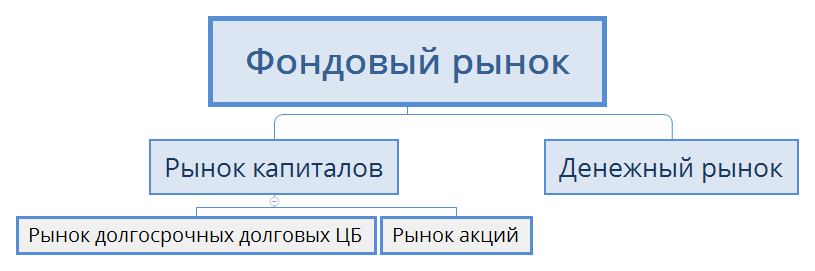 Фондовый рынок
Рынок капиталов
Денежный рынок
Рынок долгосрочных долговых ЦБ
Рынок акций